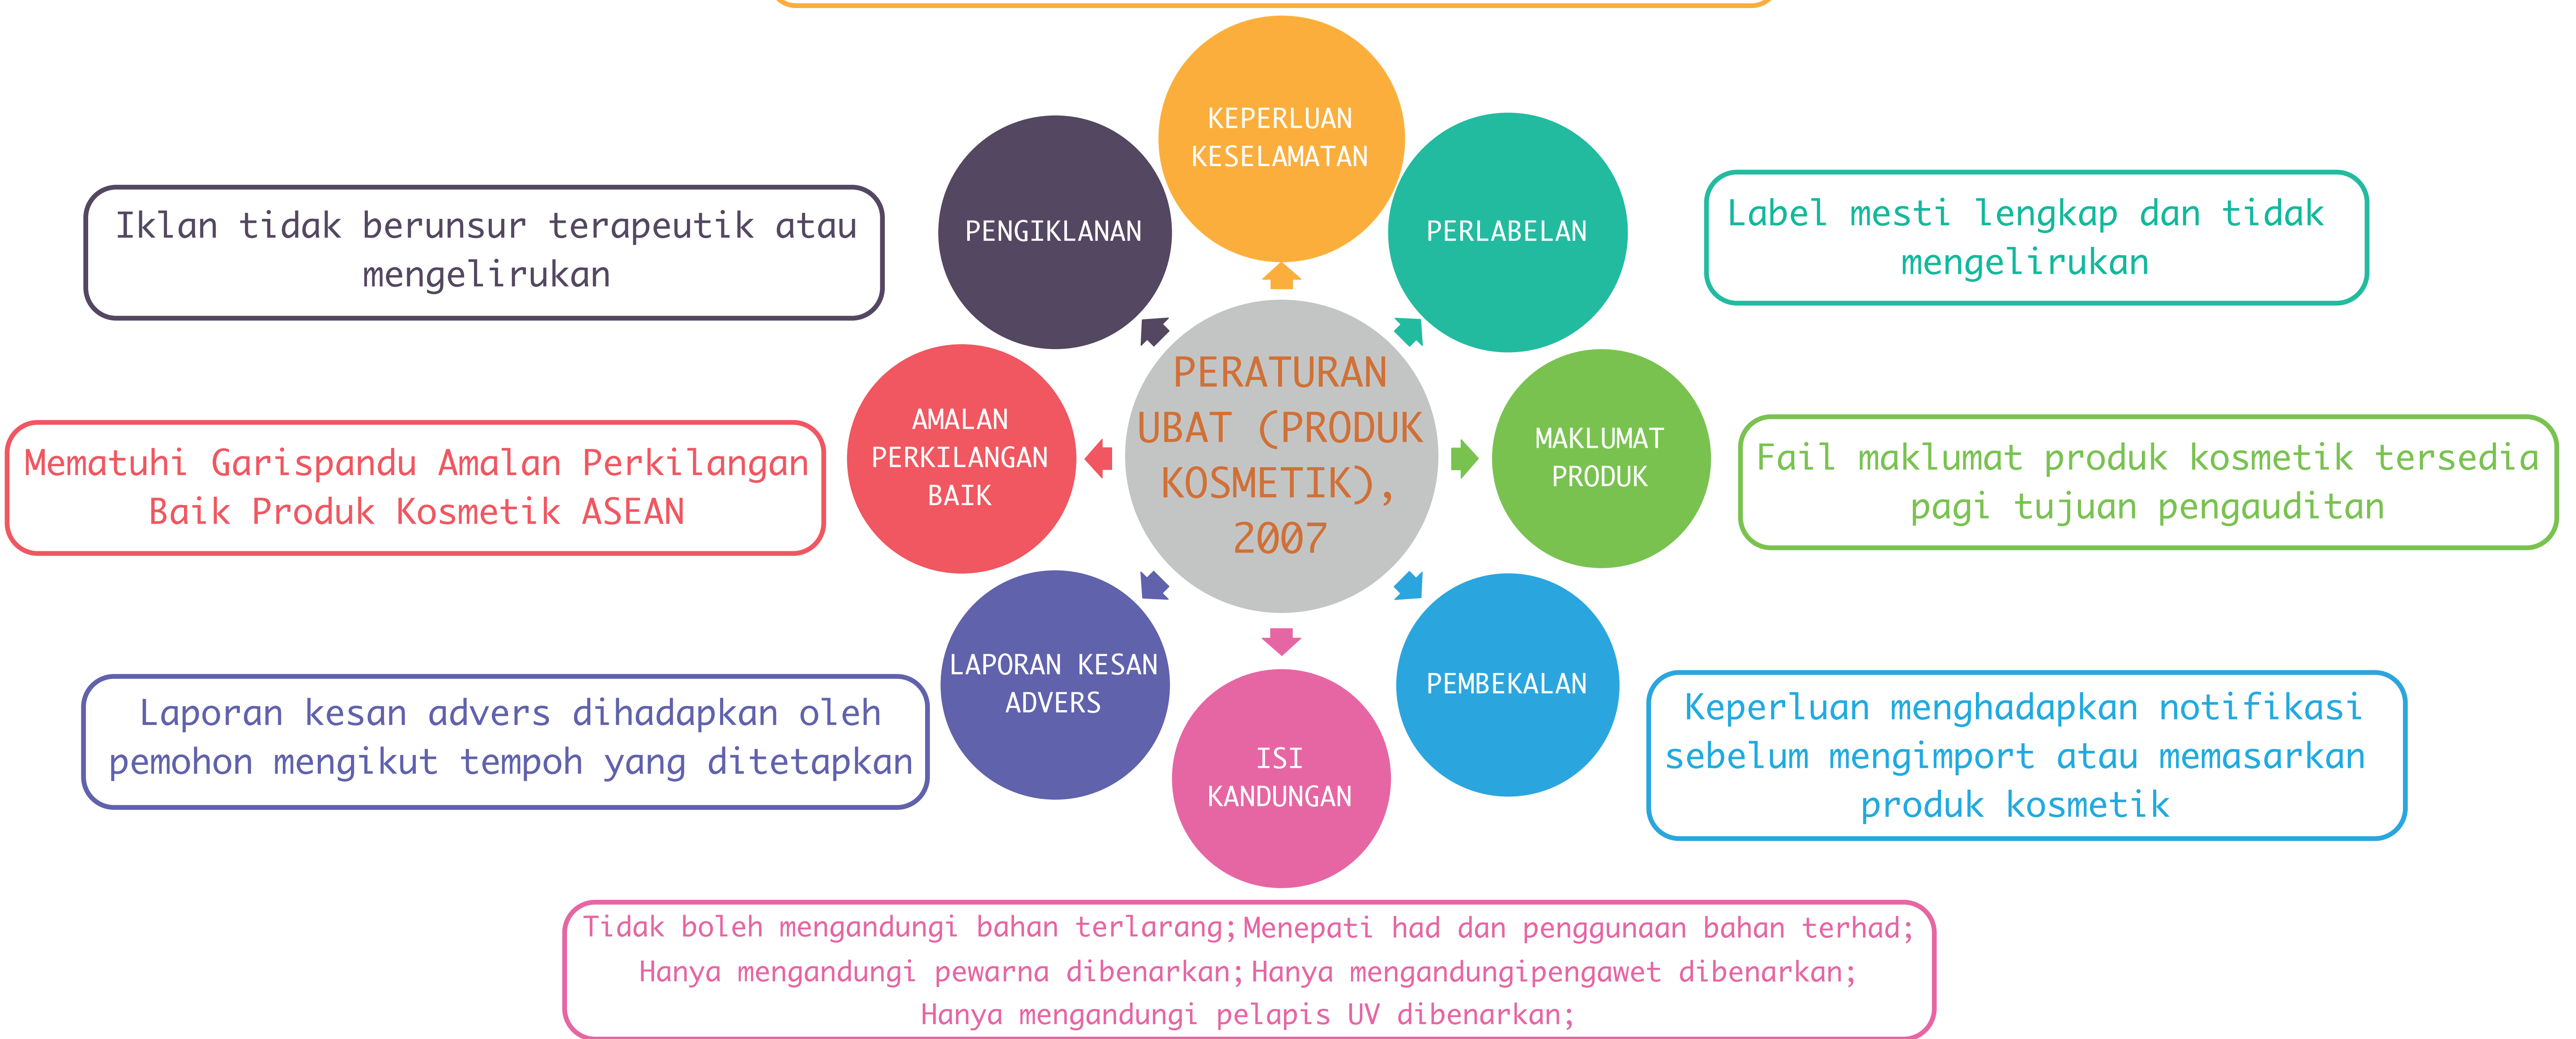 KEPERLUAN
KESELAMATAN
PENGIKLANAN
PERLABELAN
Iklan tidak berunsur terapeutik atau
mengelirukan
Label mesti lengkap dan tidak
mengelirukan
PERATURAN
UBAT (PRODUK
KOSMETIK),
2007
AMALAN
PERKILANGAN
BAIK
MAKLUMAT
PRODUK
Mematuhi Garispandu Amalan Perkilangan
Baik Produk Kosmetik ASEAN
Fail maklumat produk kosmetik tersedia
pagi tujuan pengauditan
LAPORAN KESAN
ADVERS
PEMBEKALAN
Laporan kesan advers dihadapkan oleh
pemohon mengikut tempoh yang ditetapkan
Keperluan menghadapkan notifikasi
sebelum mengimport atau memasarkan
produk kosmetik
ISI
KANDUNGAN
Tidak boleh mengandungi bahan terlarang; Menepati had dan penggunaan bahan terhad;
Hanya mengandungi pewarna dibenarkan; Hanya mengandungipengawet dibenarkan;
Hanya mengandungi pelapis UV dibenarkan;